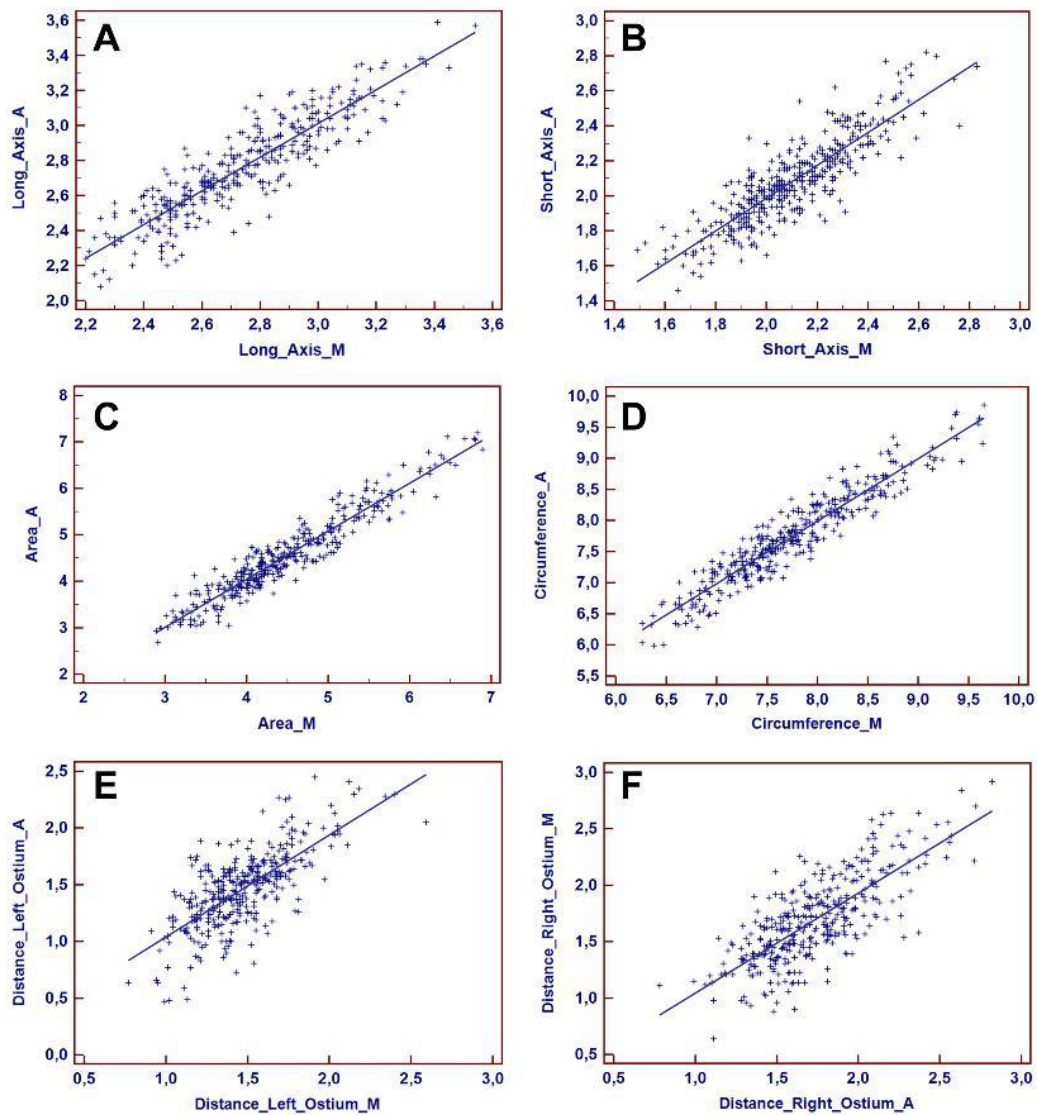 A
Long_Axis_A
3,6
3,4
3,2
3,0
2,8
2,6
2,4
2,2
2,0
2,2 2,4 2,6 2,8 3,0 3,2 3,4 3,6
Long_Axis_M
B
Short_Axis_A
3,0
2,8
2,6
2,4
2,2
2,0
1,8
1,6
1,4
1,4 1,6 1,8 2,0 2,2 2,4 2,6 2,8 3,0
Short_Axis_M
C
Area_A
8
7
6
5
4
3
2
2 3 4 5 6 7
Area_M
D
Circumference_A
10,0
9,5
9,0
8,5
8,0
7,5
7,0
6,5
6,0
5,5
6,0 6,5 7,0 7,5 8,0 8,5 9,0 9,5 10,0
Circumference_M
E
Distance_Left_Ostium_A
2,5
2,0
1,5
1,0
0,5
0,0
0,5 1,0 1,5 2,0 2,5 3,0
Distance_Left_Ostium_M
F
Distance_Right_Ostium_M
3,0
2,5
2,0
1,5
1,0
0,5
0,5 1,0 1,5 2,0 2,5 3,0
Distance_Right_Ostium_A